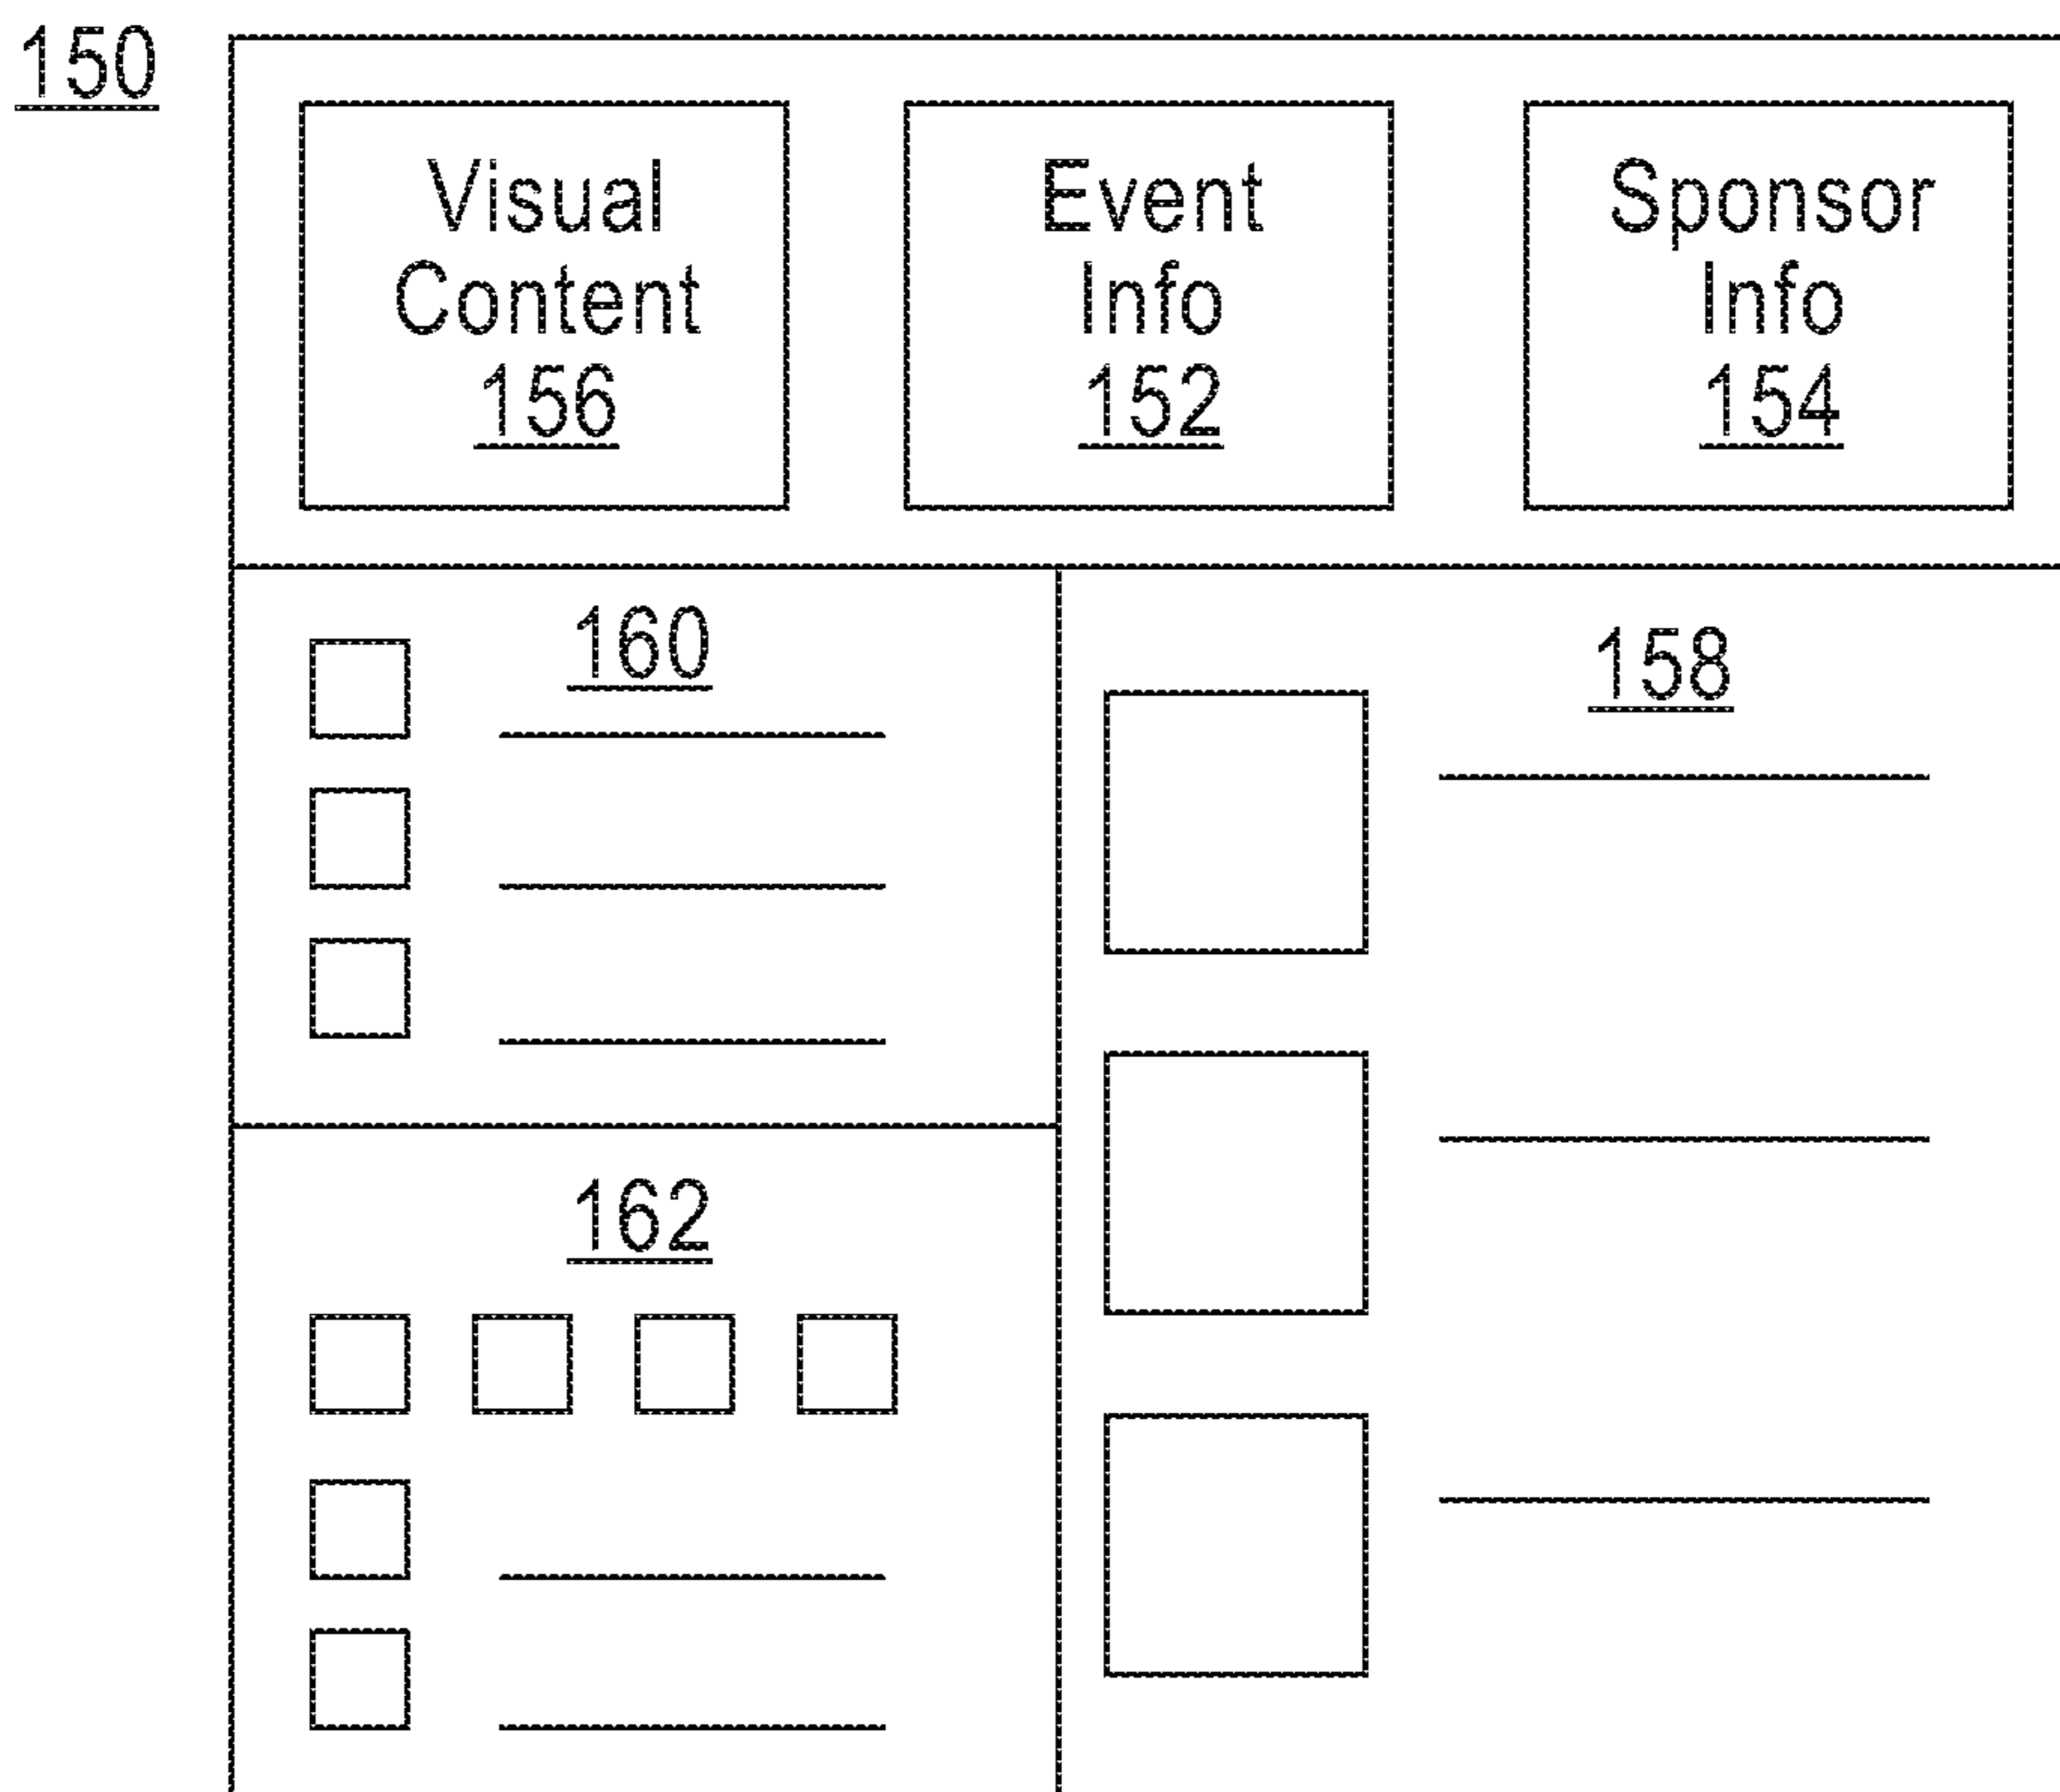 150
Visual
Content
156
Event
Info
152
Sponsor
Info
154
160
158
162